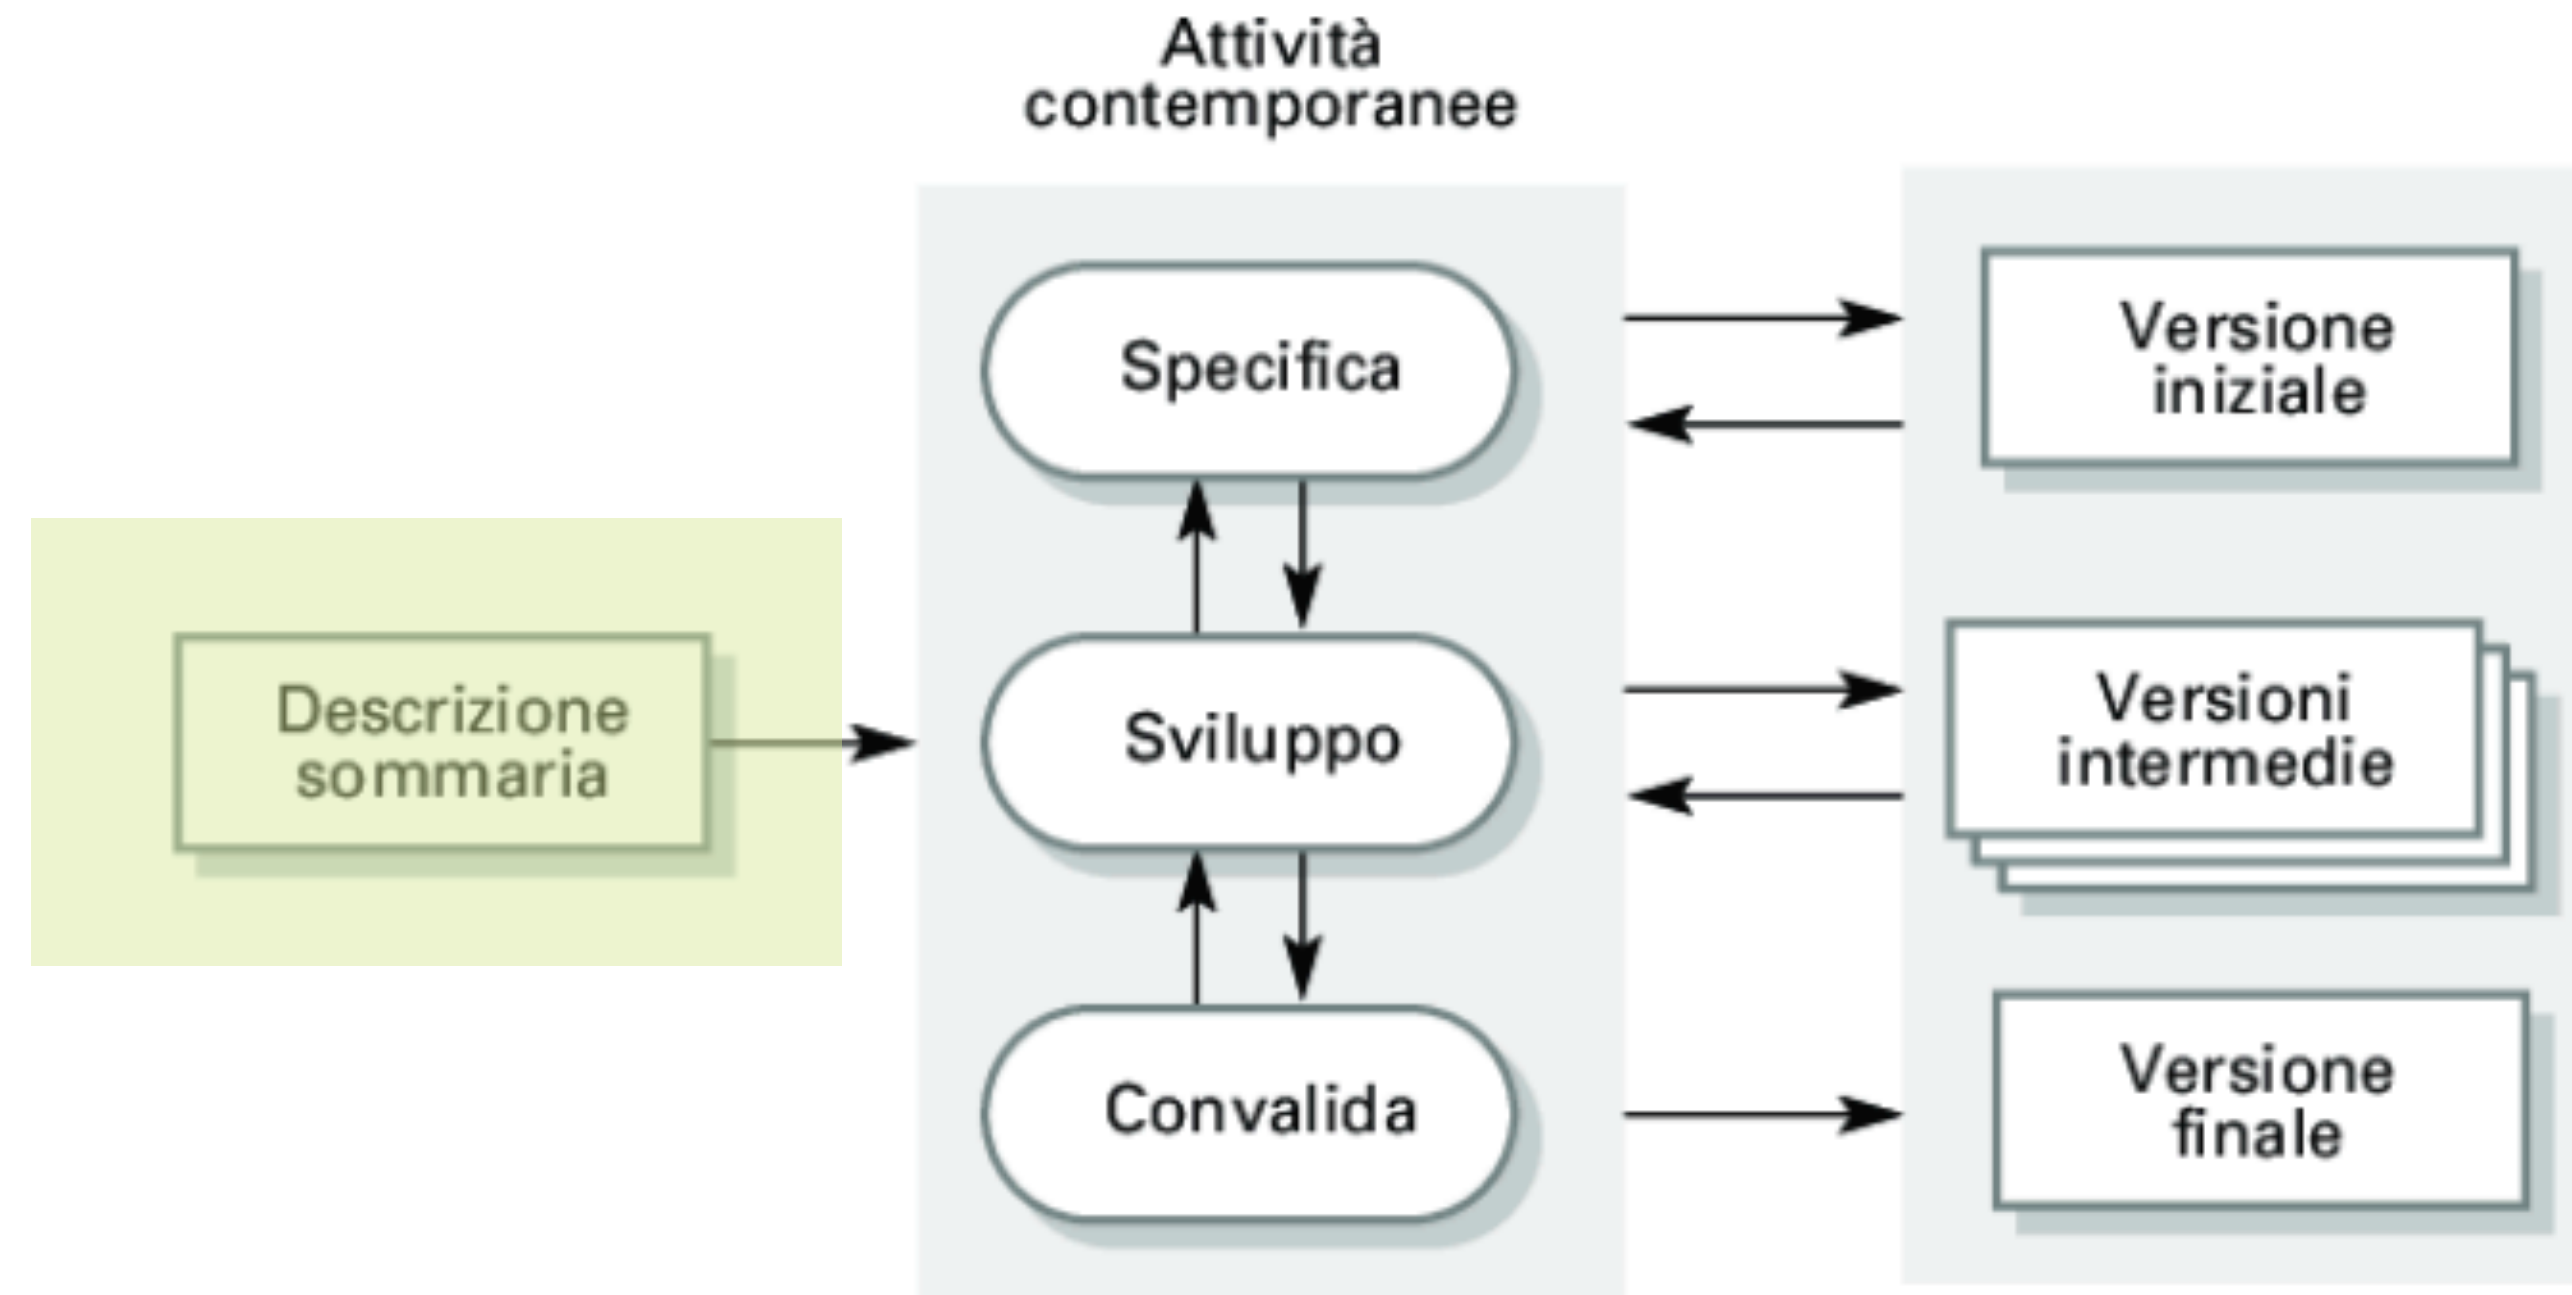 Attività
contemporanee
Descrizione
sommaria
Specifica
Sviluppo
Convalida
Versione
iniziale
Versioni
intermedie
Versione
finale